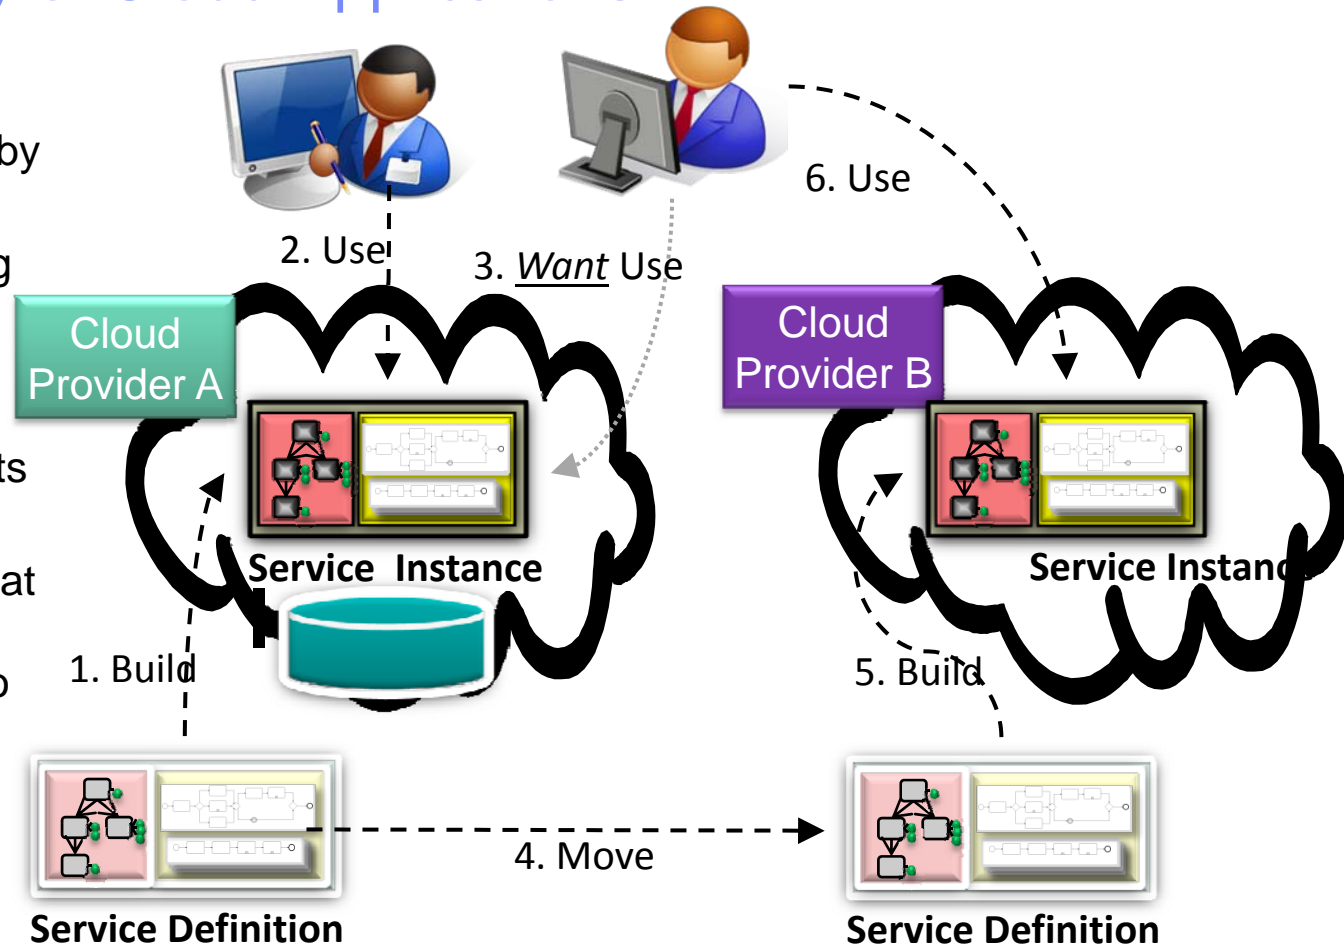 by
2. Use
3. Want Use
6. Use
Cloud
Provider A
Cloud
Provider B
Service Instance
Service Instanc
at
1. Build
5. Build
4. Move
Service Definition
Service Definition